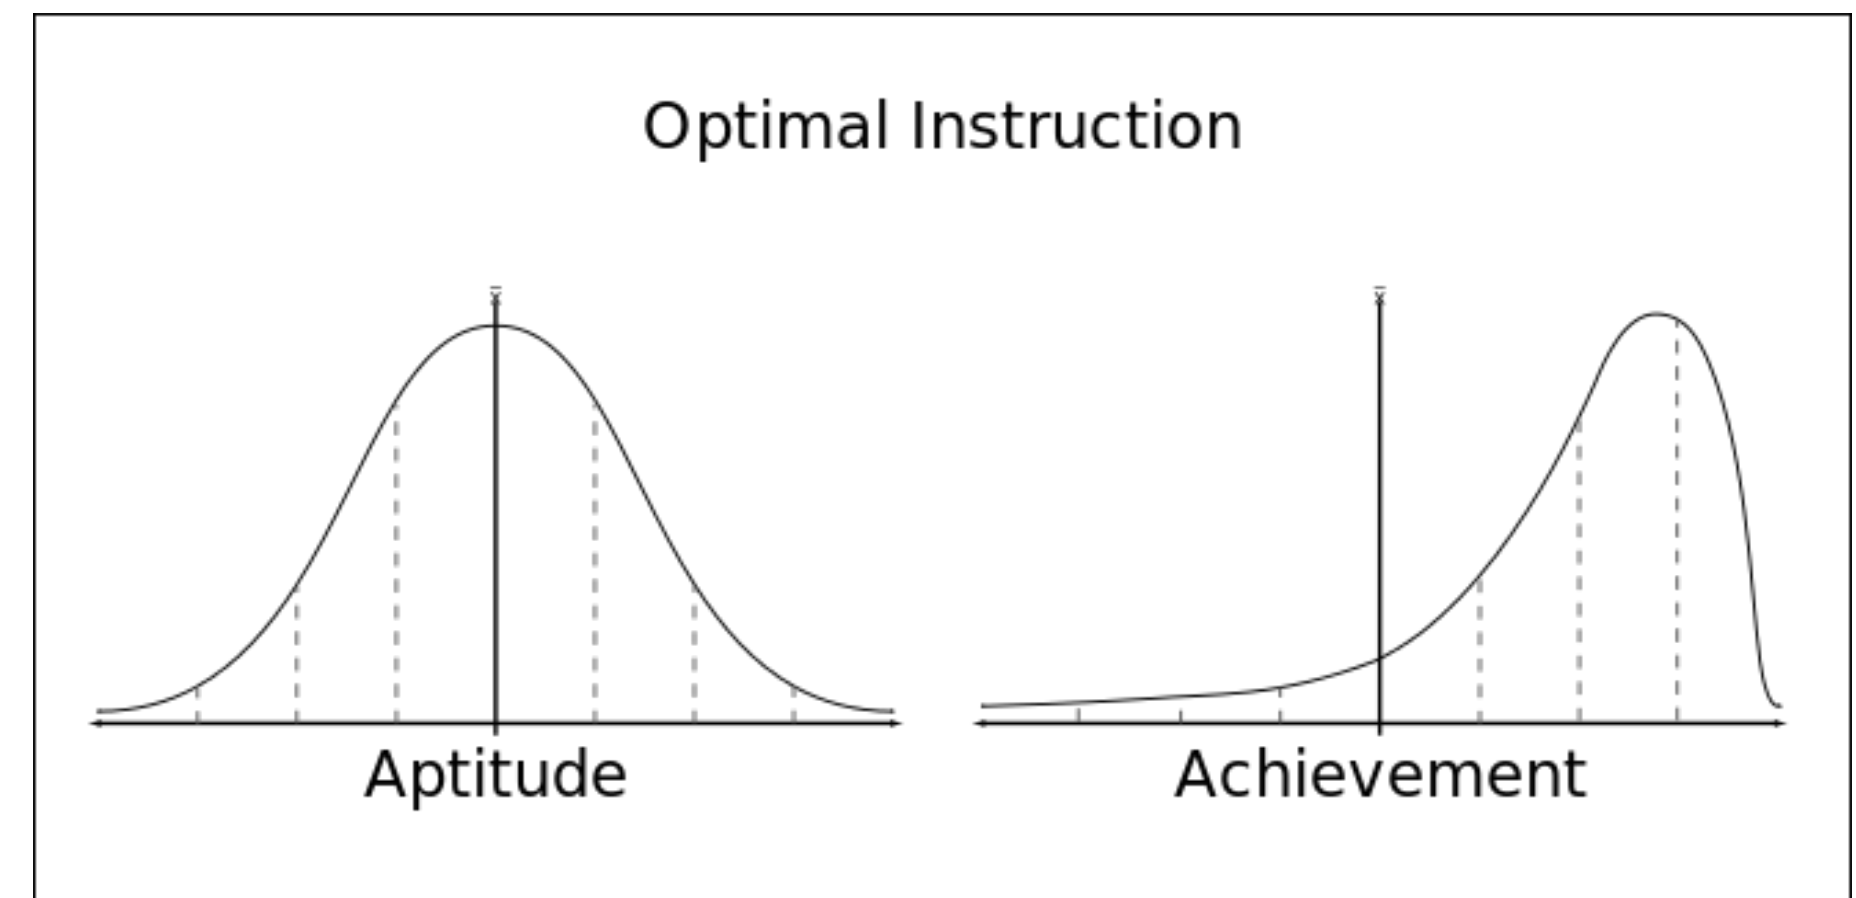 Optimal Instruction
x̄
x̄
Aptitude
Achievement